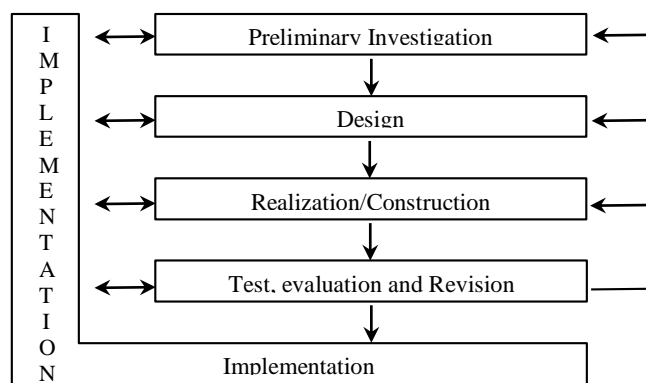 I
M
P
L
E
M
E
N
T
A
T
I
O
N
Preliminary Investigation
Design
Realization/Construction
Test, evaluation and Revision
Implementation